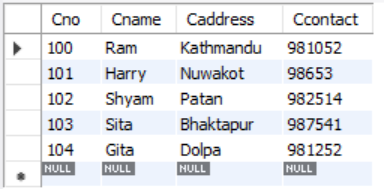 Cno Cname Caddress Ccontact
100 Ram Kathmandu 981052
101 Harry Nuwakot 98653
102 Shyam Patan 982514
103 Sita Bhaktapur 987541
104 Gita Dolpa 981252
NULL NULL NULL NULL